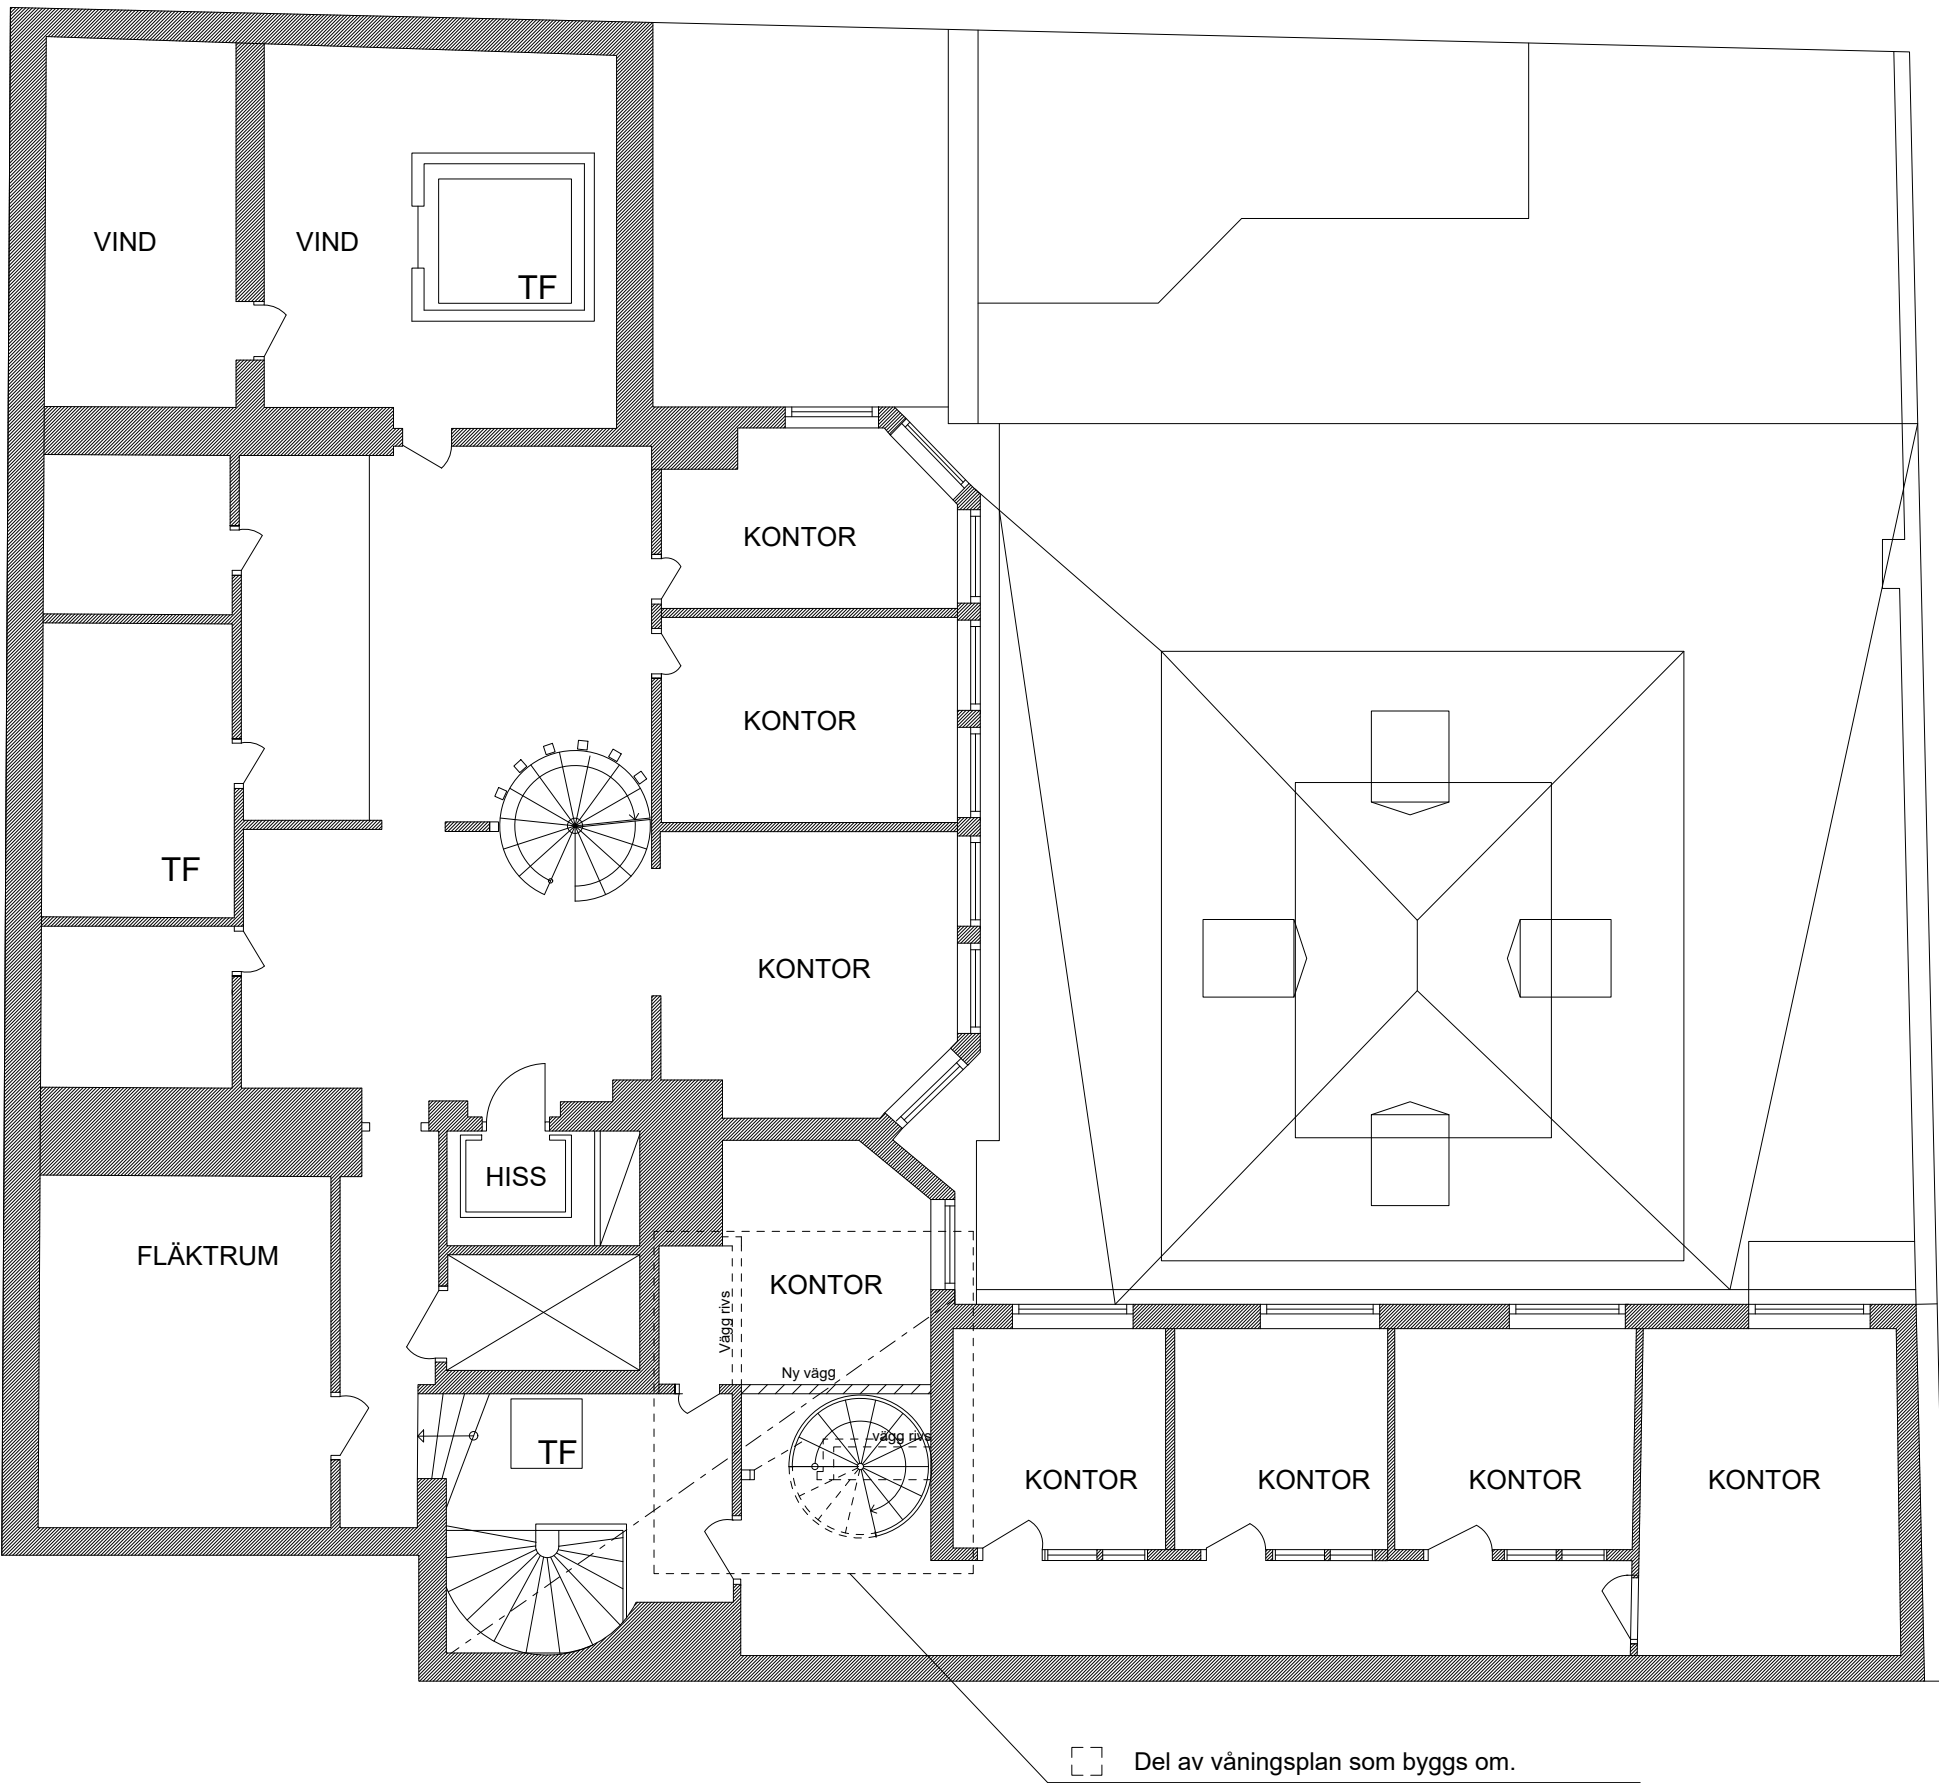 VIND
VIND
TF
KONTOR
KONTOR
TF
KONTOR
HISS
FLÄKTRUM
KONTOR
Vägg rivs
Ny vägg
vägg rivs
TF
KONTOR
KONTOR
KONTOR
KONTOR
Del av våningsplan som byggs om.